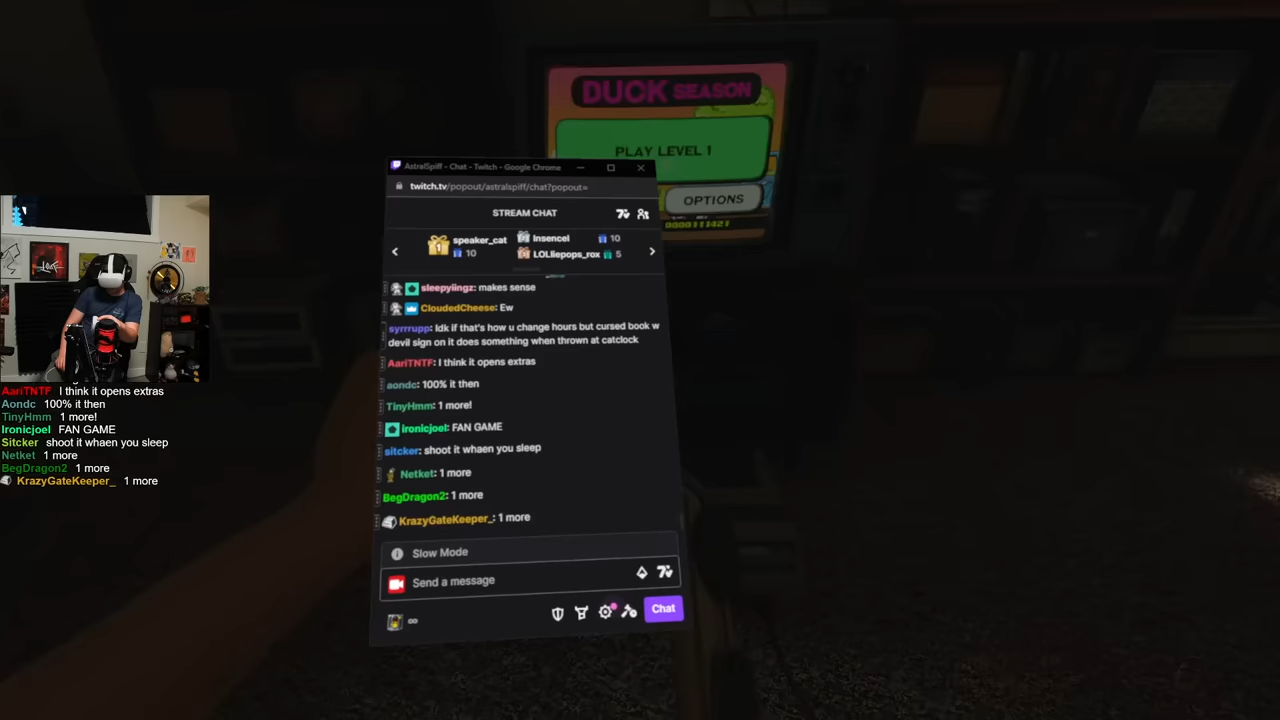 DUCK SEASON
PLAY LEVEL 1
OPTIONS
AstralSpiff - Chat - Twitch - Google Chrome
twitch.tv/popout/astralspiff/chat?popout=
STREAM CHAT
speaker_cat
10
1
Insencel 10
LOLliepops_rox 5
sleepyiingz: makes sense
CloudedCheese: Ew
syrrrupp: Idk if that's how u change hours but cursed book w
devil sign on it does something when thrown at catclock
AariTNTF: I think it opens extras
aondc: 100% it then
TinyHmm: 1 more!
ironicjoel: FAN GAME
sitcker: shoot it whaen you sleep
Netket: 1 more
BegDragon2: 1 more
KrazyGateKeeper_: 1 more
Slow Mode
Send a message
Chat
AariTNTF I think it opens extras
Aondc 100% it then
TinyHmm 1 more!
Ironicjoel FAN GAME
Sitcker shoot it whaen you sleep
Netket 1 more
BegDragon2 1 more
KrazyGateKeeper_ 1 more